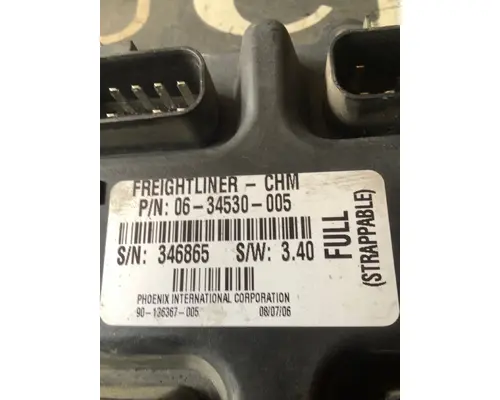 FREIGHTLINER - CHM
P/N: 06-34530-005
S/N: 346865 S/W: 3.40
FULL
(STRAPPABLE)
PHOENIX INTERNATIONAL CORPORATION
90-136367-005 08/07/06